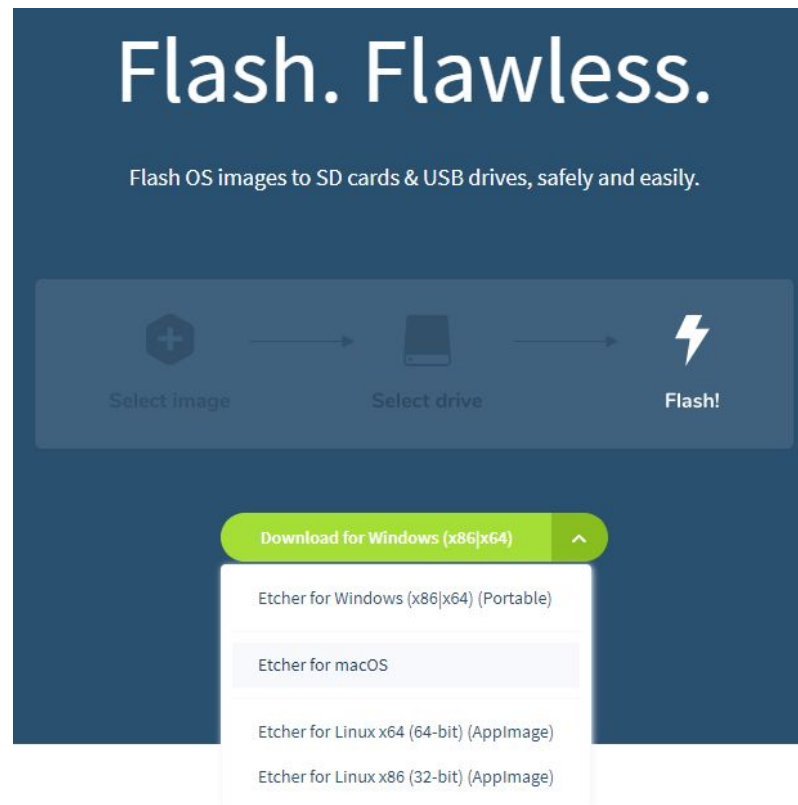 Flash. Flawless.
Flash OS images to SD cards & USB drives, safely and easily.
Select image
Select drive
Flash!
Download for Windows (x86|x64)
Etcher for Windows (x86|x64) (Portable)
Etcher for macOS
Etcher for Linux x64 (64-bit) (AppImage)
Etcher for Linux x86 (32-bit) (AppImage)